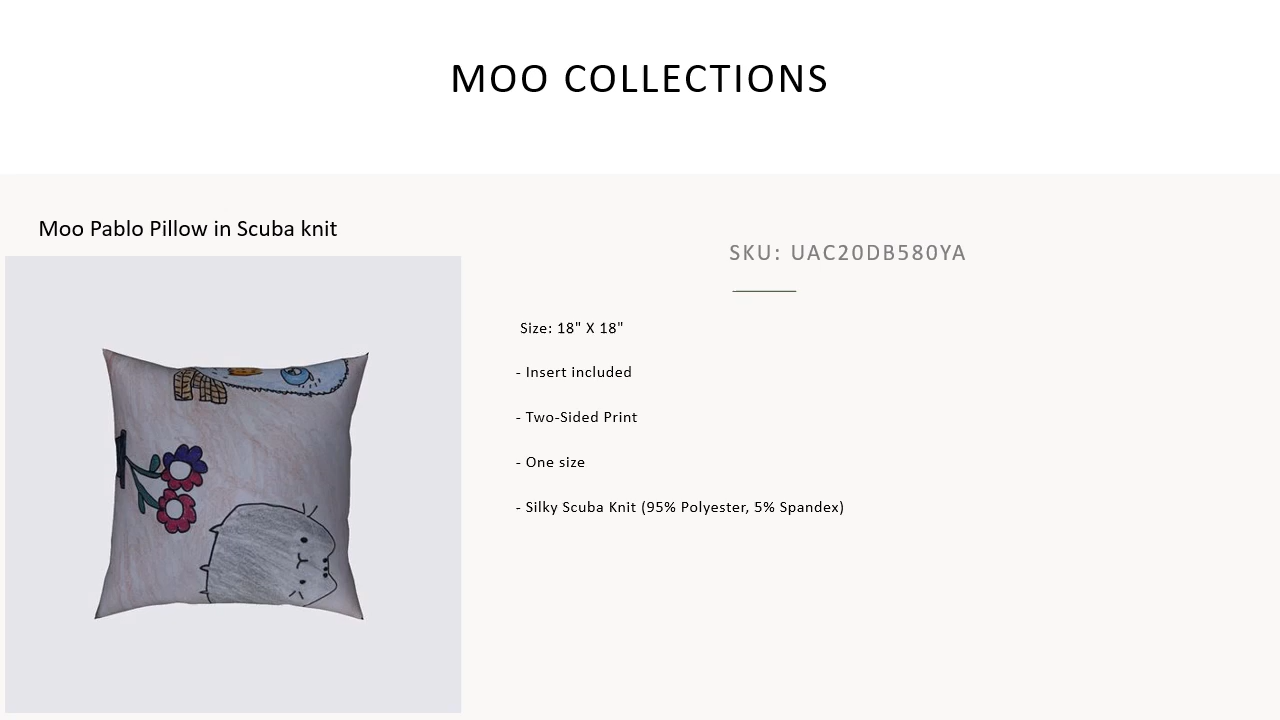 MOO COLLECTIONS
Moo Pablo Pillow in Scuba knit
SKU: UAC20DB580YA
Size: 18" X 18"
- Insert included
- Two-Sided Print
- One size
- Silky Scuba Knit (95% Polyester, 5% Spandex)